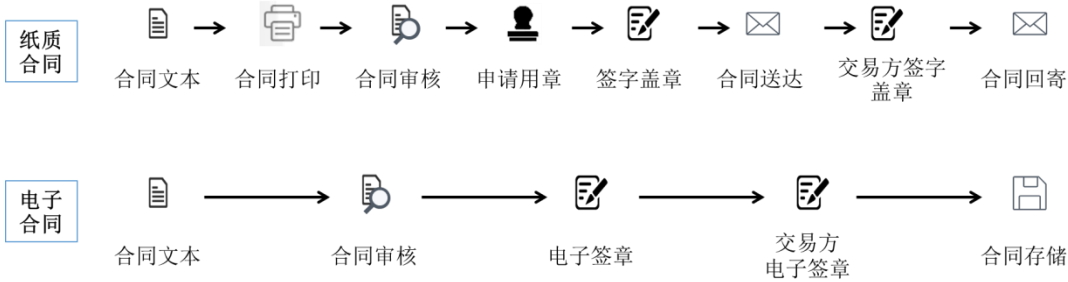 纸质
合同
合同文本
合同打印
合同审核
申请用章
签字盖章
合同送达
交易方签字
盖章
合同回寄
电子
合同
合同文本
合同审核
电子签章
交易方
电子签章
合同存储